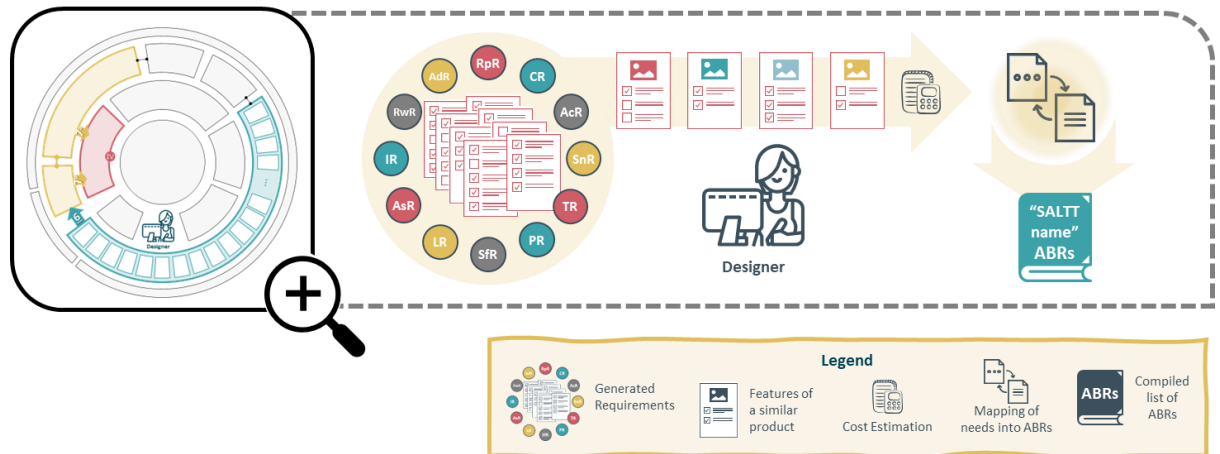 RpR
AdR
CR
RwR
AcR
IR
SnR
AsR
TR
LR
PR
SfR
Designer
Designer
"SALTT
name"
ABRs
Legend
Generated
Requirements
Features of
a similar
product
Cost Estimation
Mapping of
needs into ABRs
ABRs
Compiled
list of
ABRs